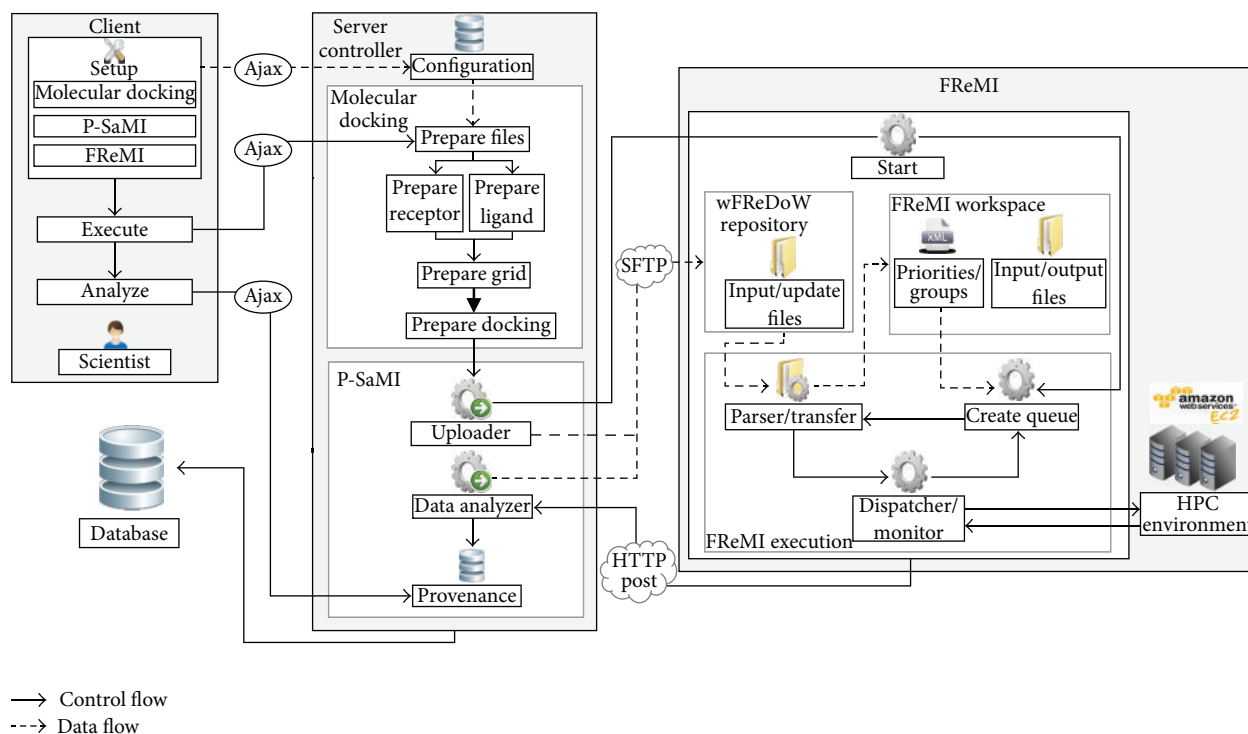 Client
Setup
Molecular docking
P-SaMI
FReMI
Execute
Analyze
Scientist
Database
Ajax
Ajax
Ajax
Server
controller
Configuration
Molecular
docking
Prepare files
Prepare
receptor
Prepare
ligand
Prepare grid
Prepare docking
P-SaMI
Uploader
Data analyzer
Provenance
SFTP
HTTP
post
FReMI
Start
wFReDoW
repository
Input/update
files
FReMI workspace
XML
Priorities/
groups
Input/output
files
Parser/transfer
Create queue
Dispatcher/
monitor
FReMI execution
amazon
webservices
EC2
HPC
environment
Control flow
Data flow